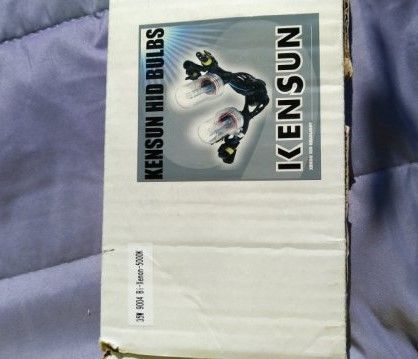 KENSUN HID BULBS
KENSUN
35W 9004 Bi-Xenon-5000K